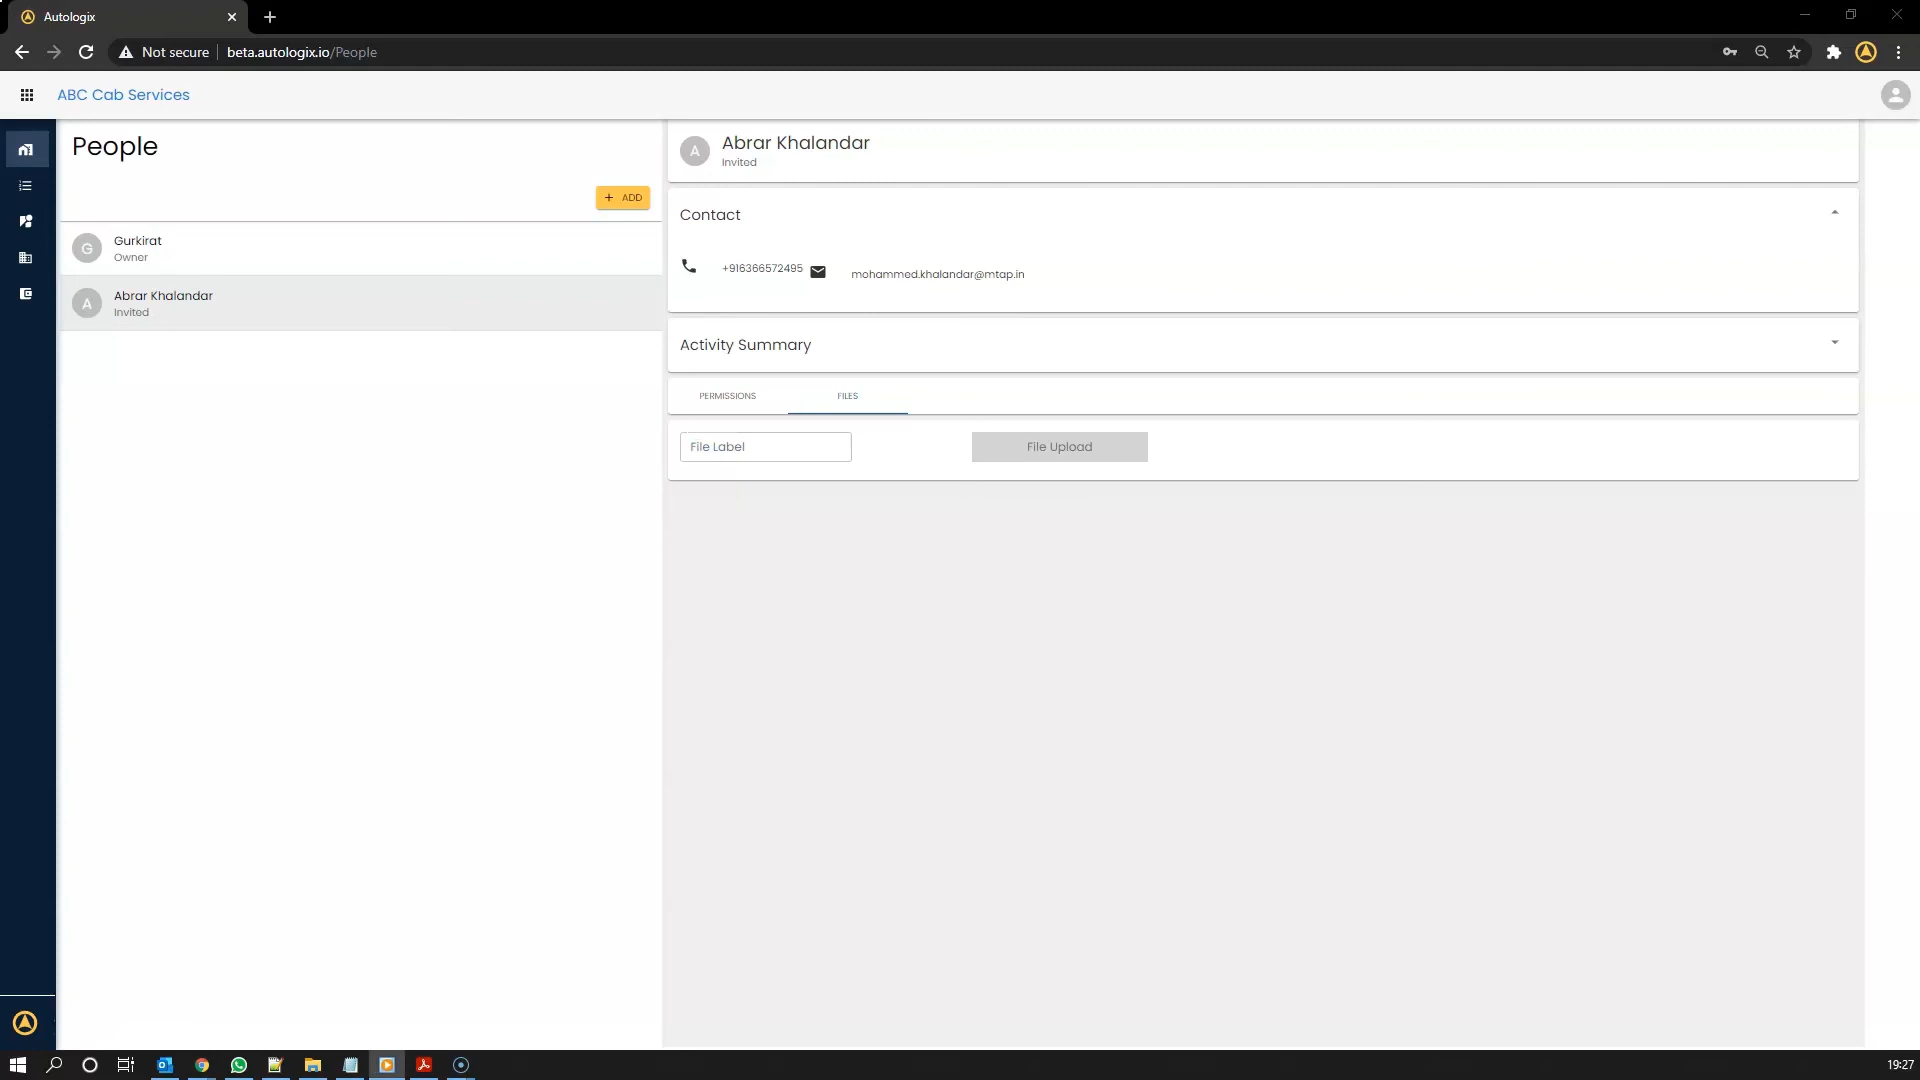 Autologix
Not secure
beta.autologix.io/People
ABC Cab Services
People
ADD
G
Gurkirat
Owner
A
Abrar Khalandar
Invited
A
Abrar Khalandar
Invited
Contact
+916366572495
mohammed.khalandar@mtap.in
Activity Summary
PERMISSIONS
FILES
File Label
File Upload
19:27